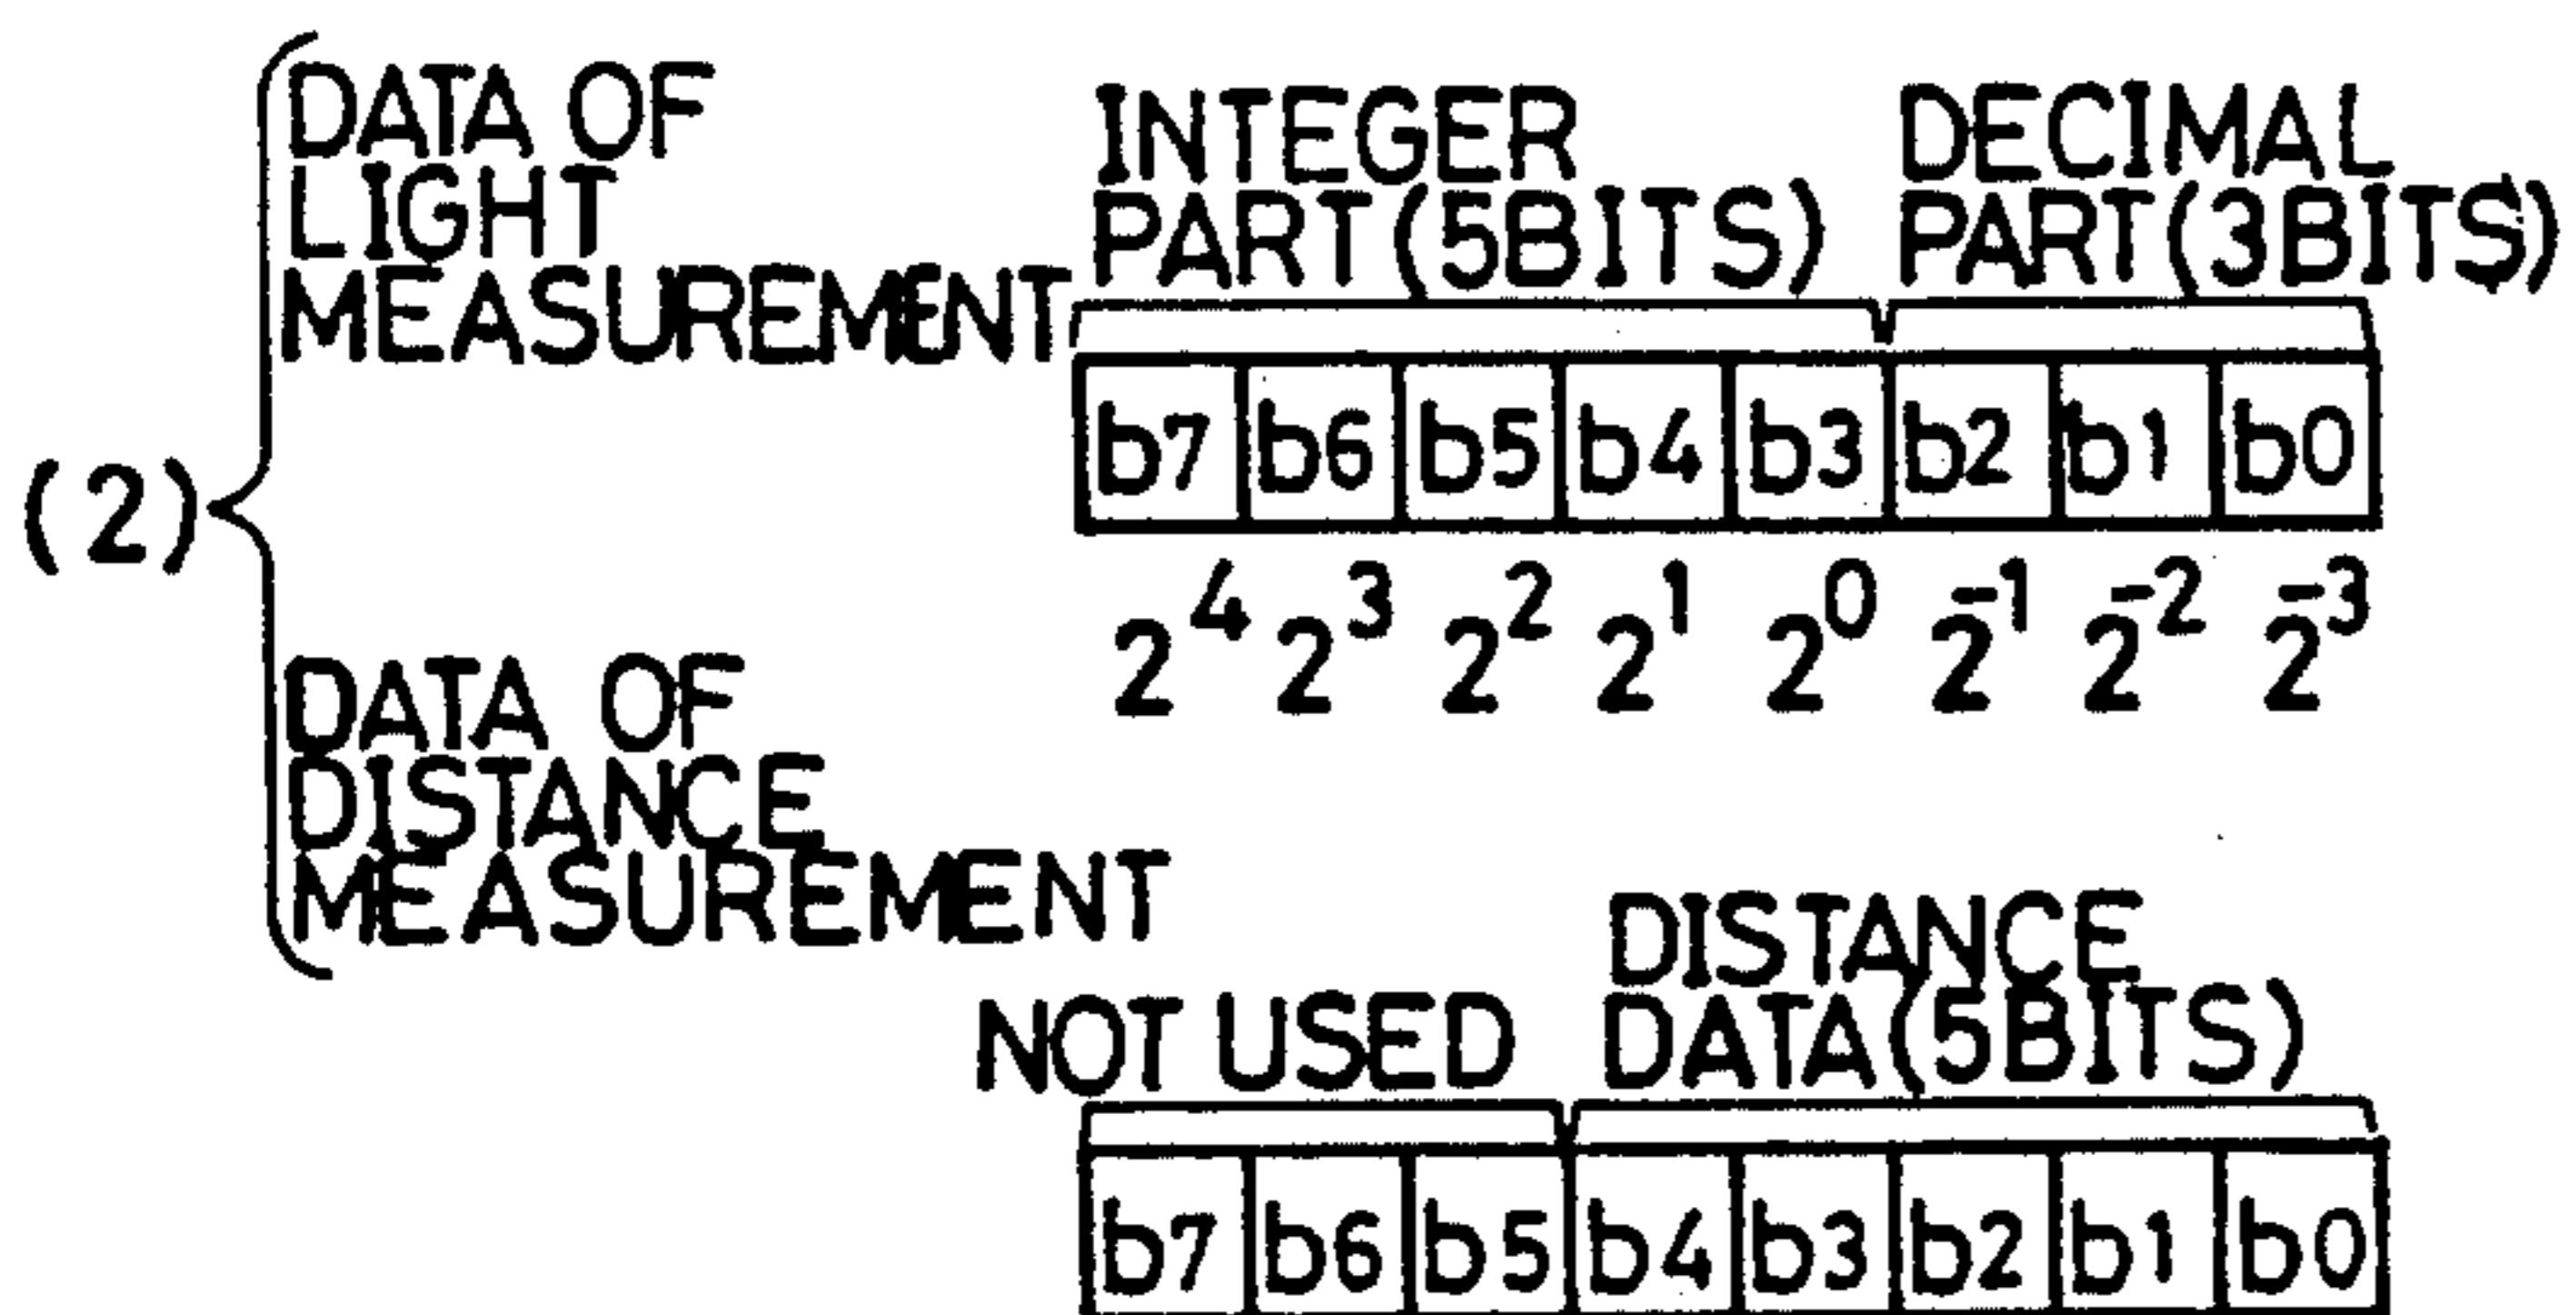 (2)
DATA OF
LIGHT
MEASUREMENT
INTEGER
PART(5BITS)
DECIMAL
PART(3BITS)
b7 b6 b5 b4 b3 b2 b1 b0
2^4 2^3 2^2 2^1 2^0 2^-1 2^-2 2^-3
DATA OF
DISTANCE
MEASUREMENT
NOT USED
DISTANCE
DATA(5BITS)
b7 b6 b5 b4 b3 b2 b1 b0